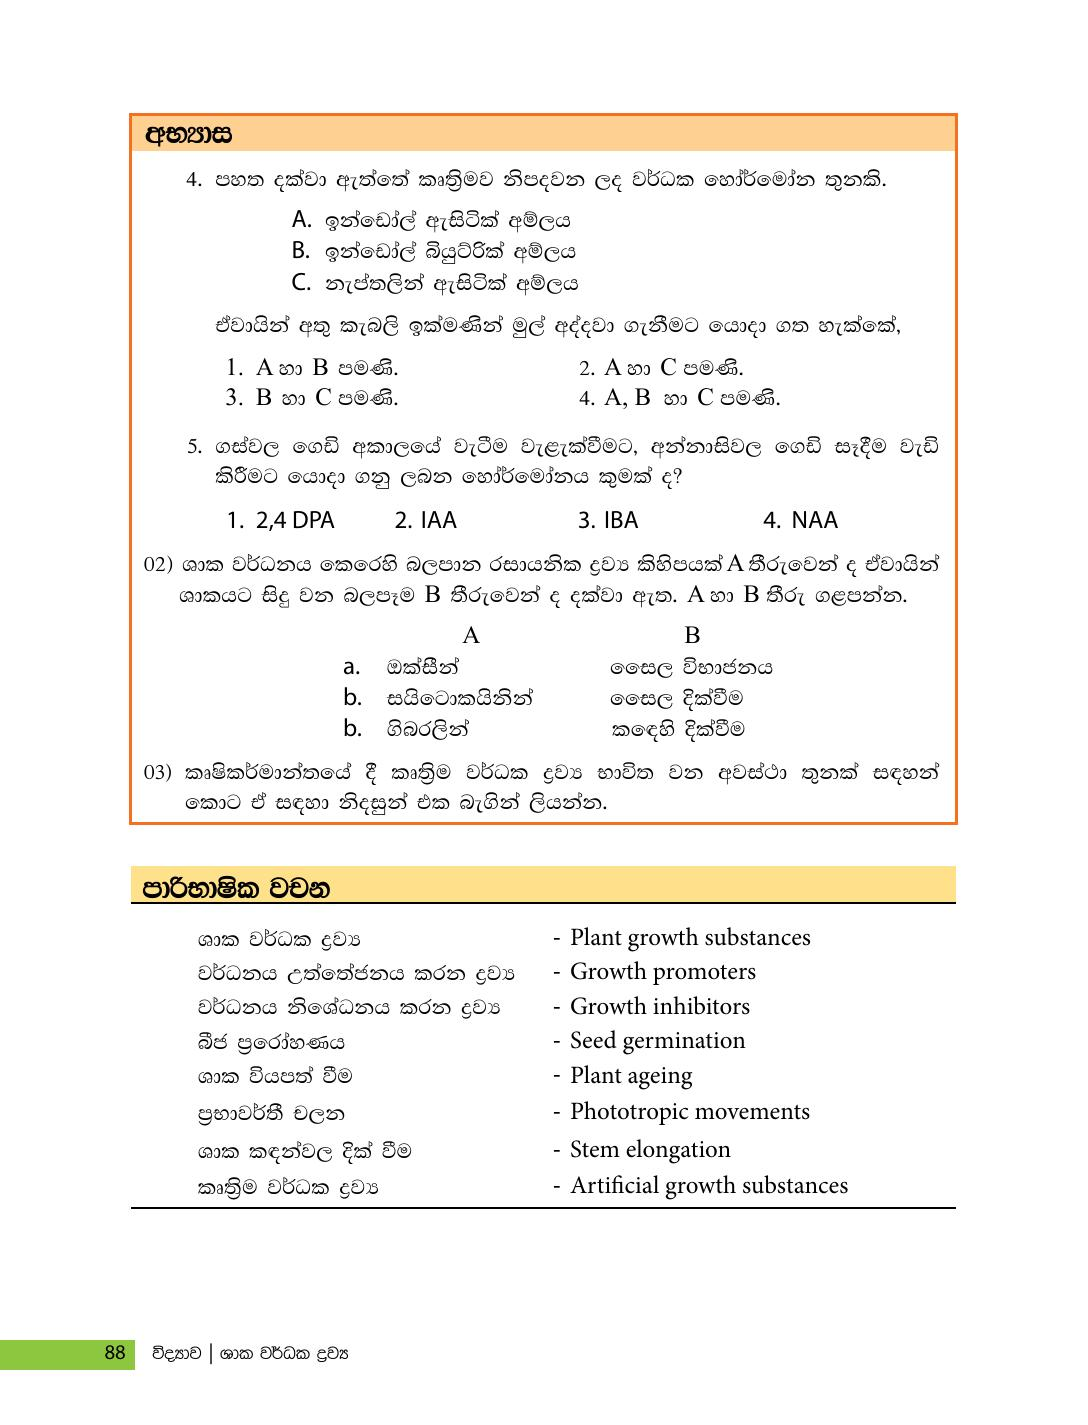 අභ්‍යාස
4. පහත දක්වා ඇත්තේ කෘත්‍රිමව නිපදවන ලද වර්ධක හෝර්මෝන තුනකි.
A. ඉන්ඩෝල් ඇසිටික් අම්ලය
B. ඉන්ඩෝල් බියුට්රික් අම්ලය
C. නැප්තලින් ඇසිටික් අම්ලය
ඒවායින් අතු කැබලි ඉක්මණින් මුල් අද්දවා ගැනීමට යොදා ගත හැක්කේ,
1. A හා B පමණි. 2. A හා C පමණි.
3. B හා C පමණි. 4. A, B හා C පමණි.
5. ගස්වල ගෙඩි අකාලයේ වැටීම වැළැක්වීමට, අන්නාසිවල ගෙඩි සෑදීම වැඩි
කිරීමට යොදා ගනු ලබන හෝර්මෝනය කුමක් ද?
1. 2,4 DPA 2. IAA 3. IBA 4. NAA
02) ශාක වර්ධනය කෙරෙහි බලපාන රසායනික ද්‍රව්‍ය කිහිපයක් A තීරුවෙන් ද ඒවායින්
ශාකයට සිදු වන බලපෑම B තීරුවෙන් ද දක්වා ඇත. A හා B තීරු ගළපන්න.
A B
a. ඔක්සීන් සෛල විභාජනය
b. සයිටොකයිනින් සෛල දික්වීම
b. ගිබරලින් කඳෙහි දික්වීම
03) කෘෂිකර්මාන්තයේ දී කෘත්‍රිම වර්ධක ද්‍රව්‍ය භාවිත වන අවස්ථා තුනක් සඳහන්
කොට ඒ සඳහා නිදසුන් එක බැගින් ලියන්න.
පාරිභාෂික වචන
ශාක වර්ධක ද්‍රව්‍ය - Plant growth substances
වර්ධනය උත්තේජනය කරන ද්‍රව්‍ය - Growth promoters
වර්ධනය නිශේධනය කරන ද්‍රව්‍ය - Growth inhibitors
බීජ ප්‍රරෝහණය - Seed germination
ශාක වියපත් වීම - Plant ageing
ප්‍රභාවර්තී චලන - Phototropic movements
ශාක කඳන්වල දික් වීම - Stem elongation
කෘත්‍රිම වර්ධක ද්‍රව්‍ය - Artificial growth substances
88 විද්‍යාව | ශාක වර්ධක ද්‍රව්‍ය